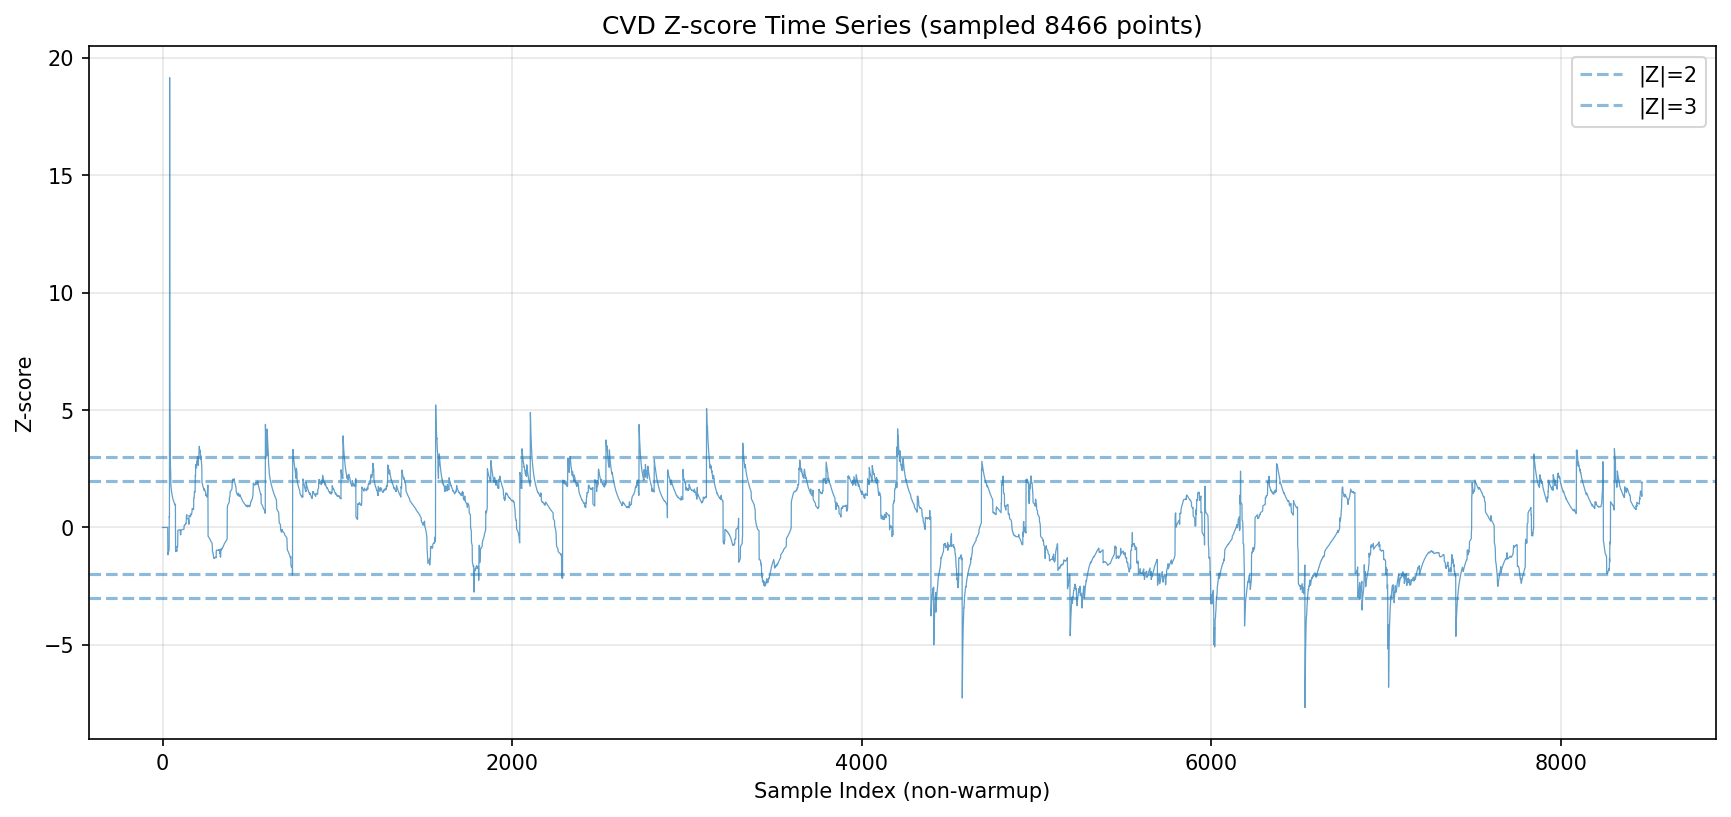 CVD Z-score Time Series (sampled 8466 points)
|Z|=2
|Z|=3
20
15
10
5
0
−5
Z-score
0 2000 4000 6000 8000
Sample Index (non-warmup)